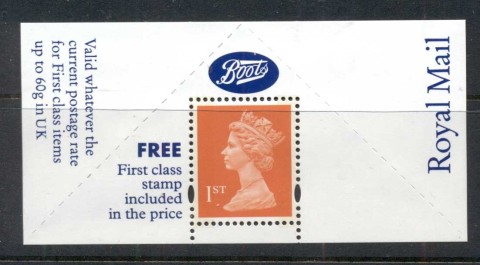 Valid whatever the
current postage rate
for First class items
up to 60g in UK
Boots
FREE
First class
stamp
included
in the price
1ST
Royal Mail